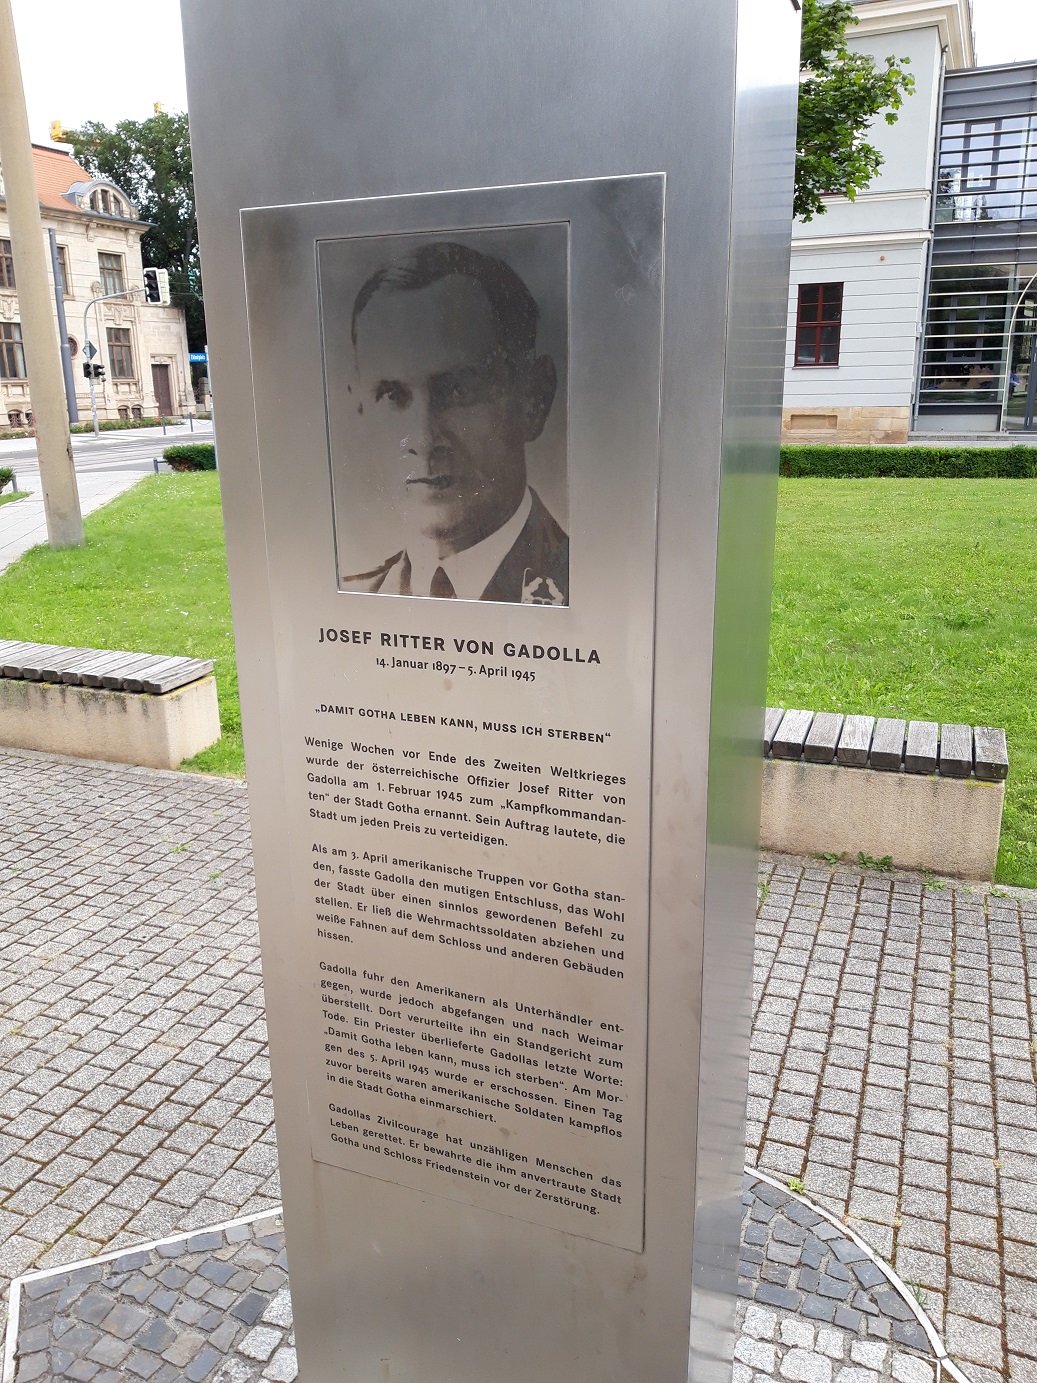 JOSEF RITTER VON GADOLLA
14. Januar 1897 – 5. April 1945
„DAMIT GOTHA LEBEN KANN, MUSS ICH STERBEN“
Wenige Wochen vor Ende des Zweiten Weltkrieges
wurde der österreichische Offizier Josef Ritter von
Gadolla am 1. Februar 1945 zum „Kampfkommandan-
ten“ der Stadt Gotha ernannt. Sein Auftrag lautete, die
Stadt um jeden Preis zu verteidigen.
Als am 3. April amerikanische Truppen vor Gotha stan-
den, fasste Gadolla den mutigen Entschluss, das Wohl
der Stadt über einen sinnlos gewordenen Befehl zu
stellen. Er ließ die Wehrmachtssoldaten abziehen und
weiße Fahnen auf dem Schloss und anderen Gebäuden
hissen.
Gadolla fuhr den Amerikanern als Unterhändler ent-
gegen, wurde jedoch abgefangen und nach Weimar
überstellt. Dort verurteilte ihn ein Standgericht zum
Tode. Ein Priester überlieferte Gadollas letzte Worte:
„Damit Gotha leben kann, muss ich sterben“. Am Mor-
gen des 5. April 1945 wurde er erschossen. Einen Tag
zuvor bereits waren amerikanische Soldaten kampflos
in die Stadt Gotha einmarschiert.
Gadollas Zivilcourage hat unzähligen Menschen das
Leben gerettet. Er bewahrte die ihm anvertraute Stadt
Gotha und Schloss Friedenstein vor der Zerstörung.